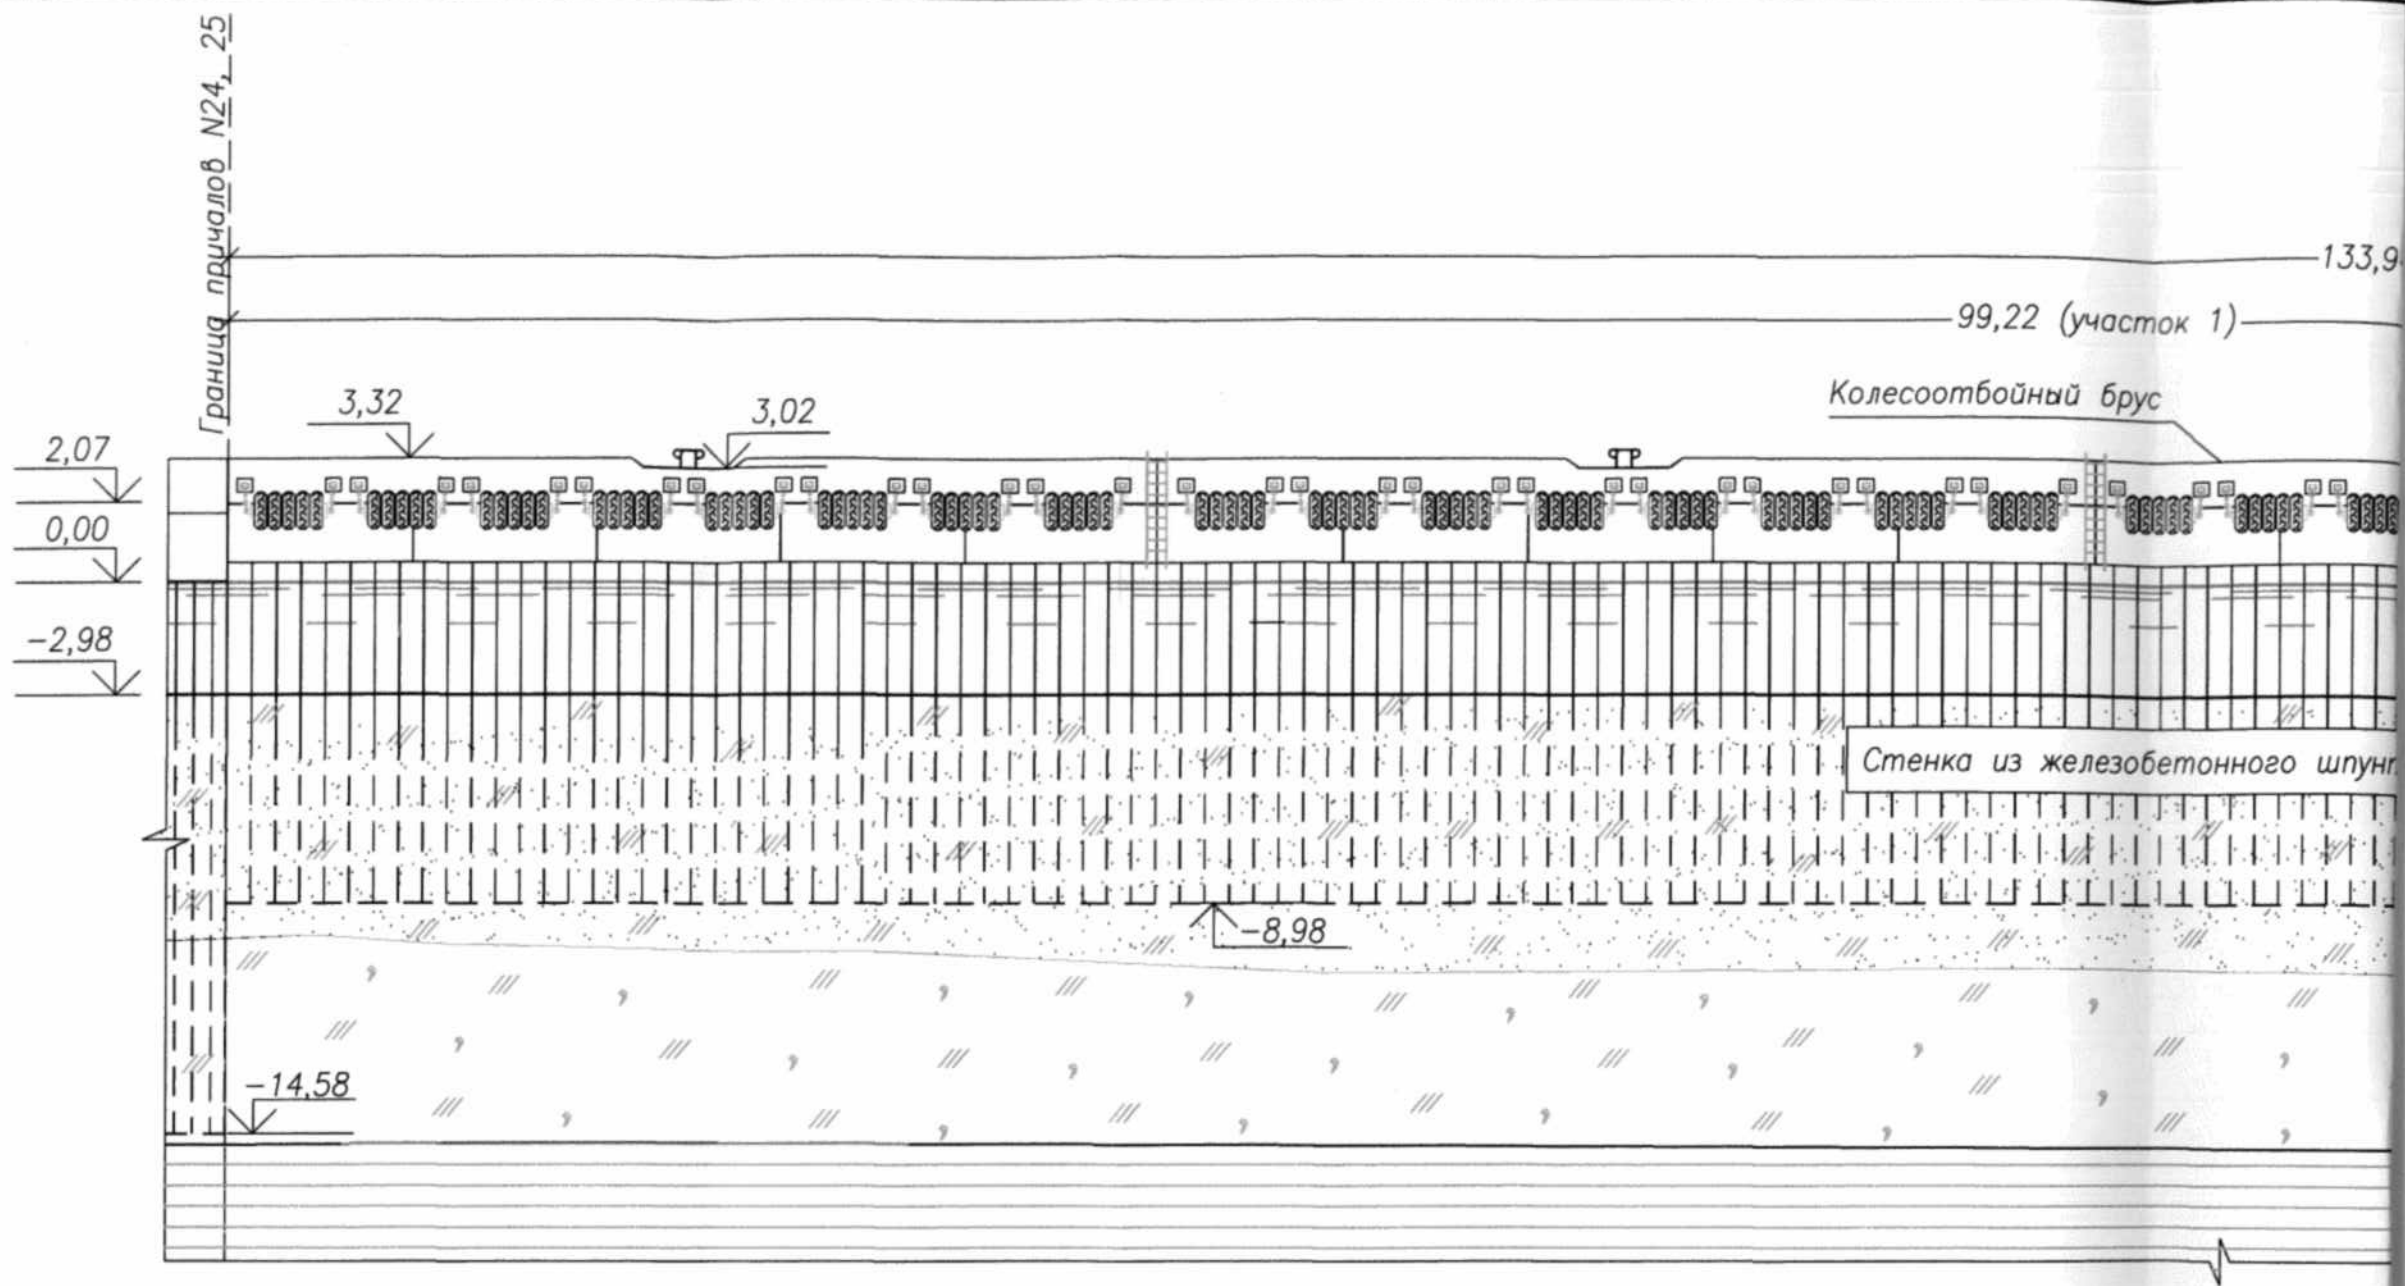 Граница причалов N24, 25
133,9
99,22 (участок 1)
Колесоотбойный брус
3,32
3,02
2,07
0,00
-2,98
Стенка из железобетонного
-8,98
-14,58